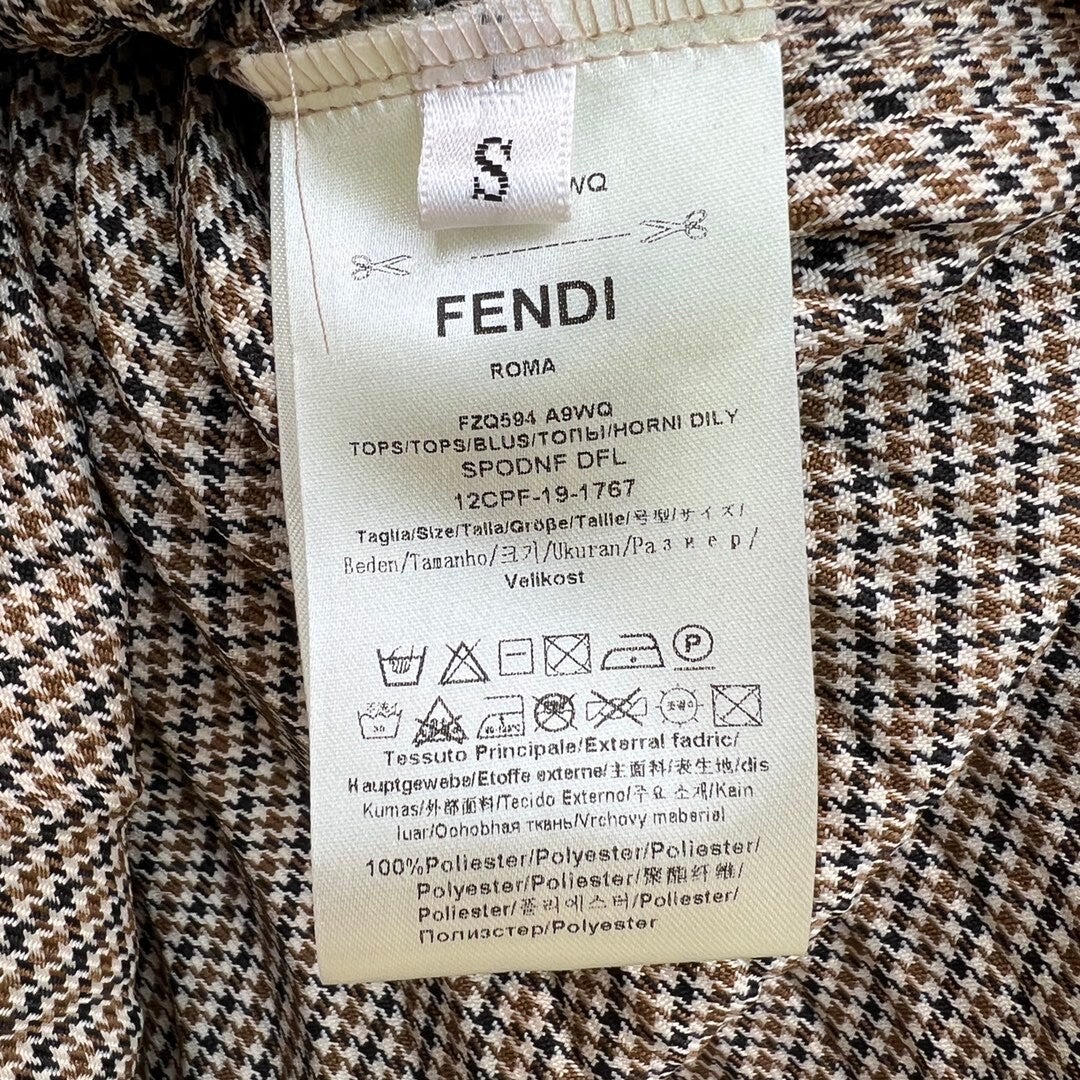 S
WQ
FENDI
ROMA
FZQ594 A9WQ
TOPS/TOPS/BLUS/ТОПЫ/HORNI DILY
SPODNF DFL
12CPF-19-1767
Taglia/Size/Talla/Größe/Taille/号型/サイズ/
Beden/Tamanho/크기/Ukuran/Размер/
Velikost
P
Tessuto Principale/Exterral fadric/
Hauptgewebe/Etoffe externe/主面料/表生地/dis
Kumas/外部面料/Tecido Externo/주요 소재/Kain
luar/Oohobhaя ткaнь/Vrchovy maberial
100%Poliester/Polyester/Poliester/
Polyester/Poliester/聚酯纤维/
Poliester/폴리에스터/Poliester/
Полизстер/Polyester